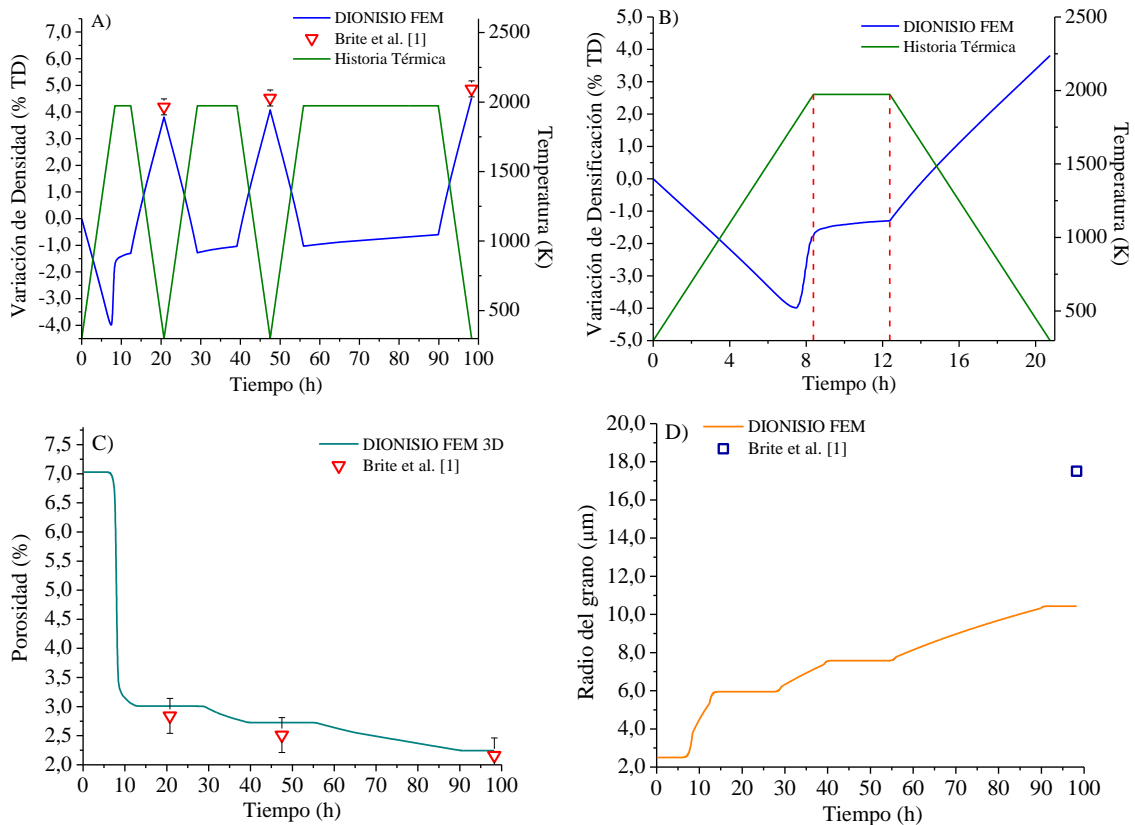 A)
DIONISIO FEM
Brite et al. [1]
Historia Térmica
Variación de Densidad (% TD)
7,0
6,0
5,0
4,0
3,0
2,0
1,0
0,0
-1,0
-2,0
-3,0
-4,0
2500
2000
1500
1000
500
Temperatura (K)
0 10 20 30 40 50 60 70 80 90 100
Tiempo (h)
B)
DIONISIO FEM
Historia Térmica
Variación de Densificación (% TD)
5,0
4,0
3,0
2,0
1,0
0,0
-1,0
-2,0
-3,0
-4,0
-5,0
2500
2000
1500
1000
500
Temperatura (K)
0 4 8 12 16 20
Tiempo (h)
C)
DIONISIO FEM 3D
Brite et al. [1]
Porosidad (%)
7,5
7,0
6,5
6,0
5,5
5,0
4,5
4,0
3,5
3,0
2,5
2,0
0 10 20 30 40 50 60 70 80 90 100
Tiempo (h)
D)
DIONISIO FEM
Brite et al. [1]
Radio del grano (µm)
20,0
18,0
16,0
14,0
12,0
10,0
8,0
6,0
4,0
2,0
0 10 20 30 40 50 60 70 80 90 100
Tiempo (h)